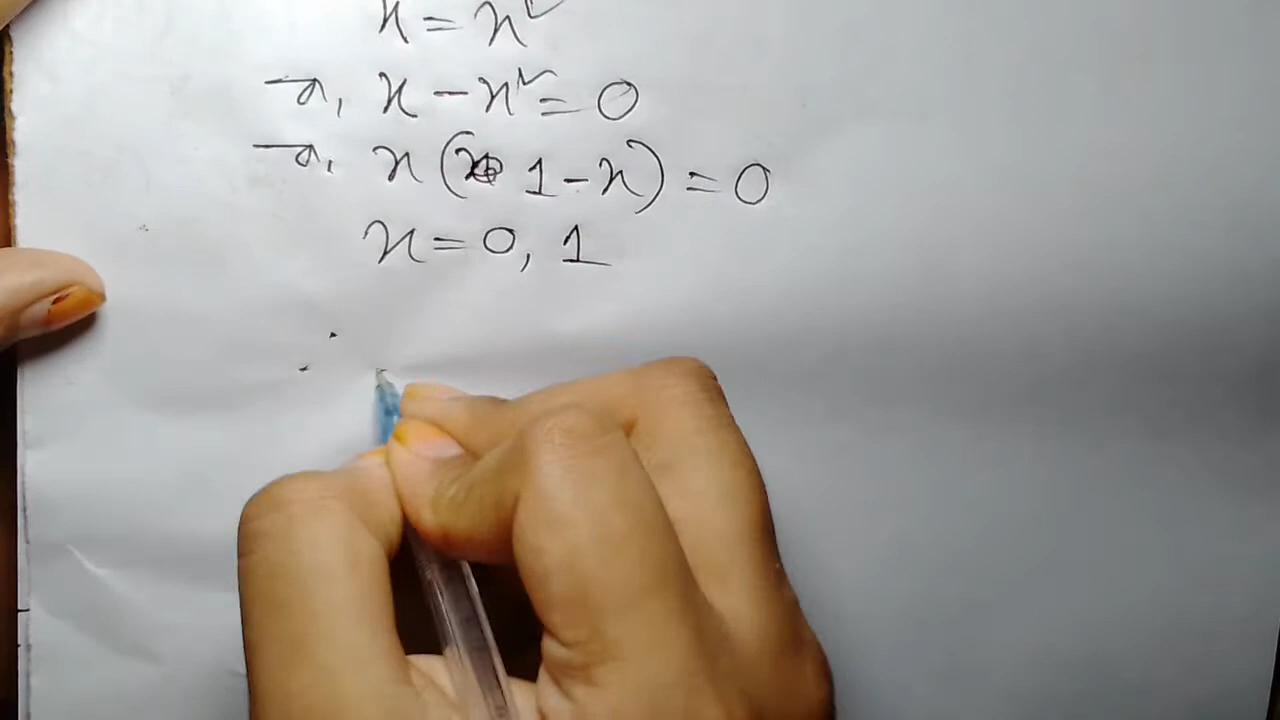 x = x²
⇒, x - x² = 0
⇒, x (1 - x) = 0
x = 0, 1
∴